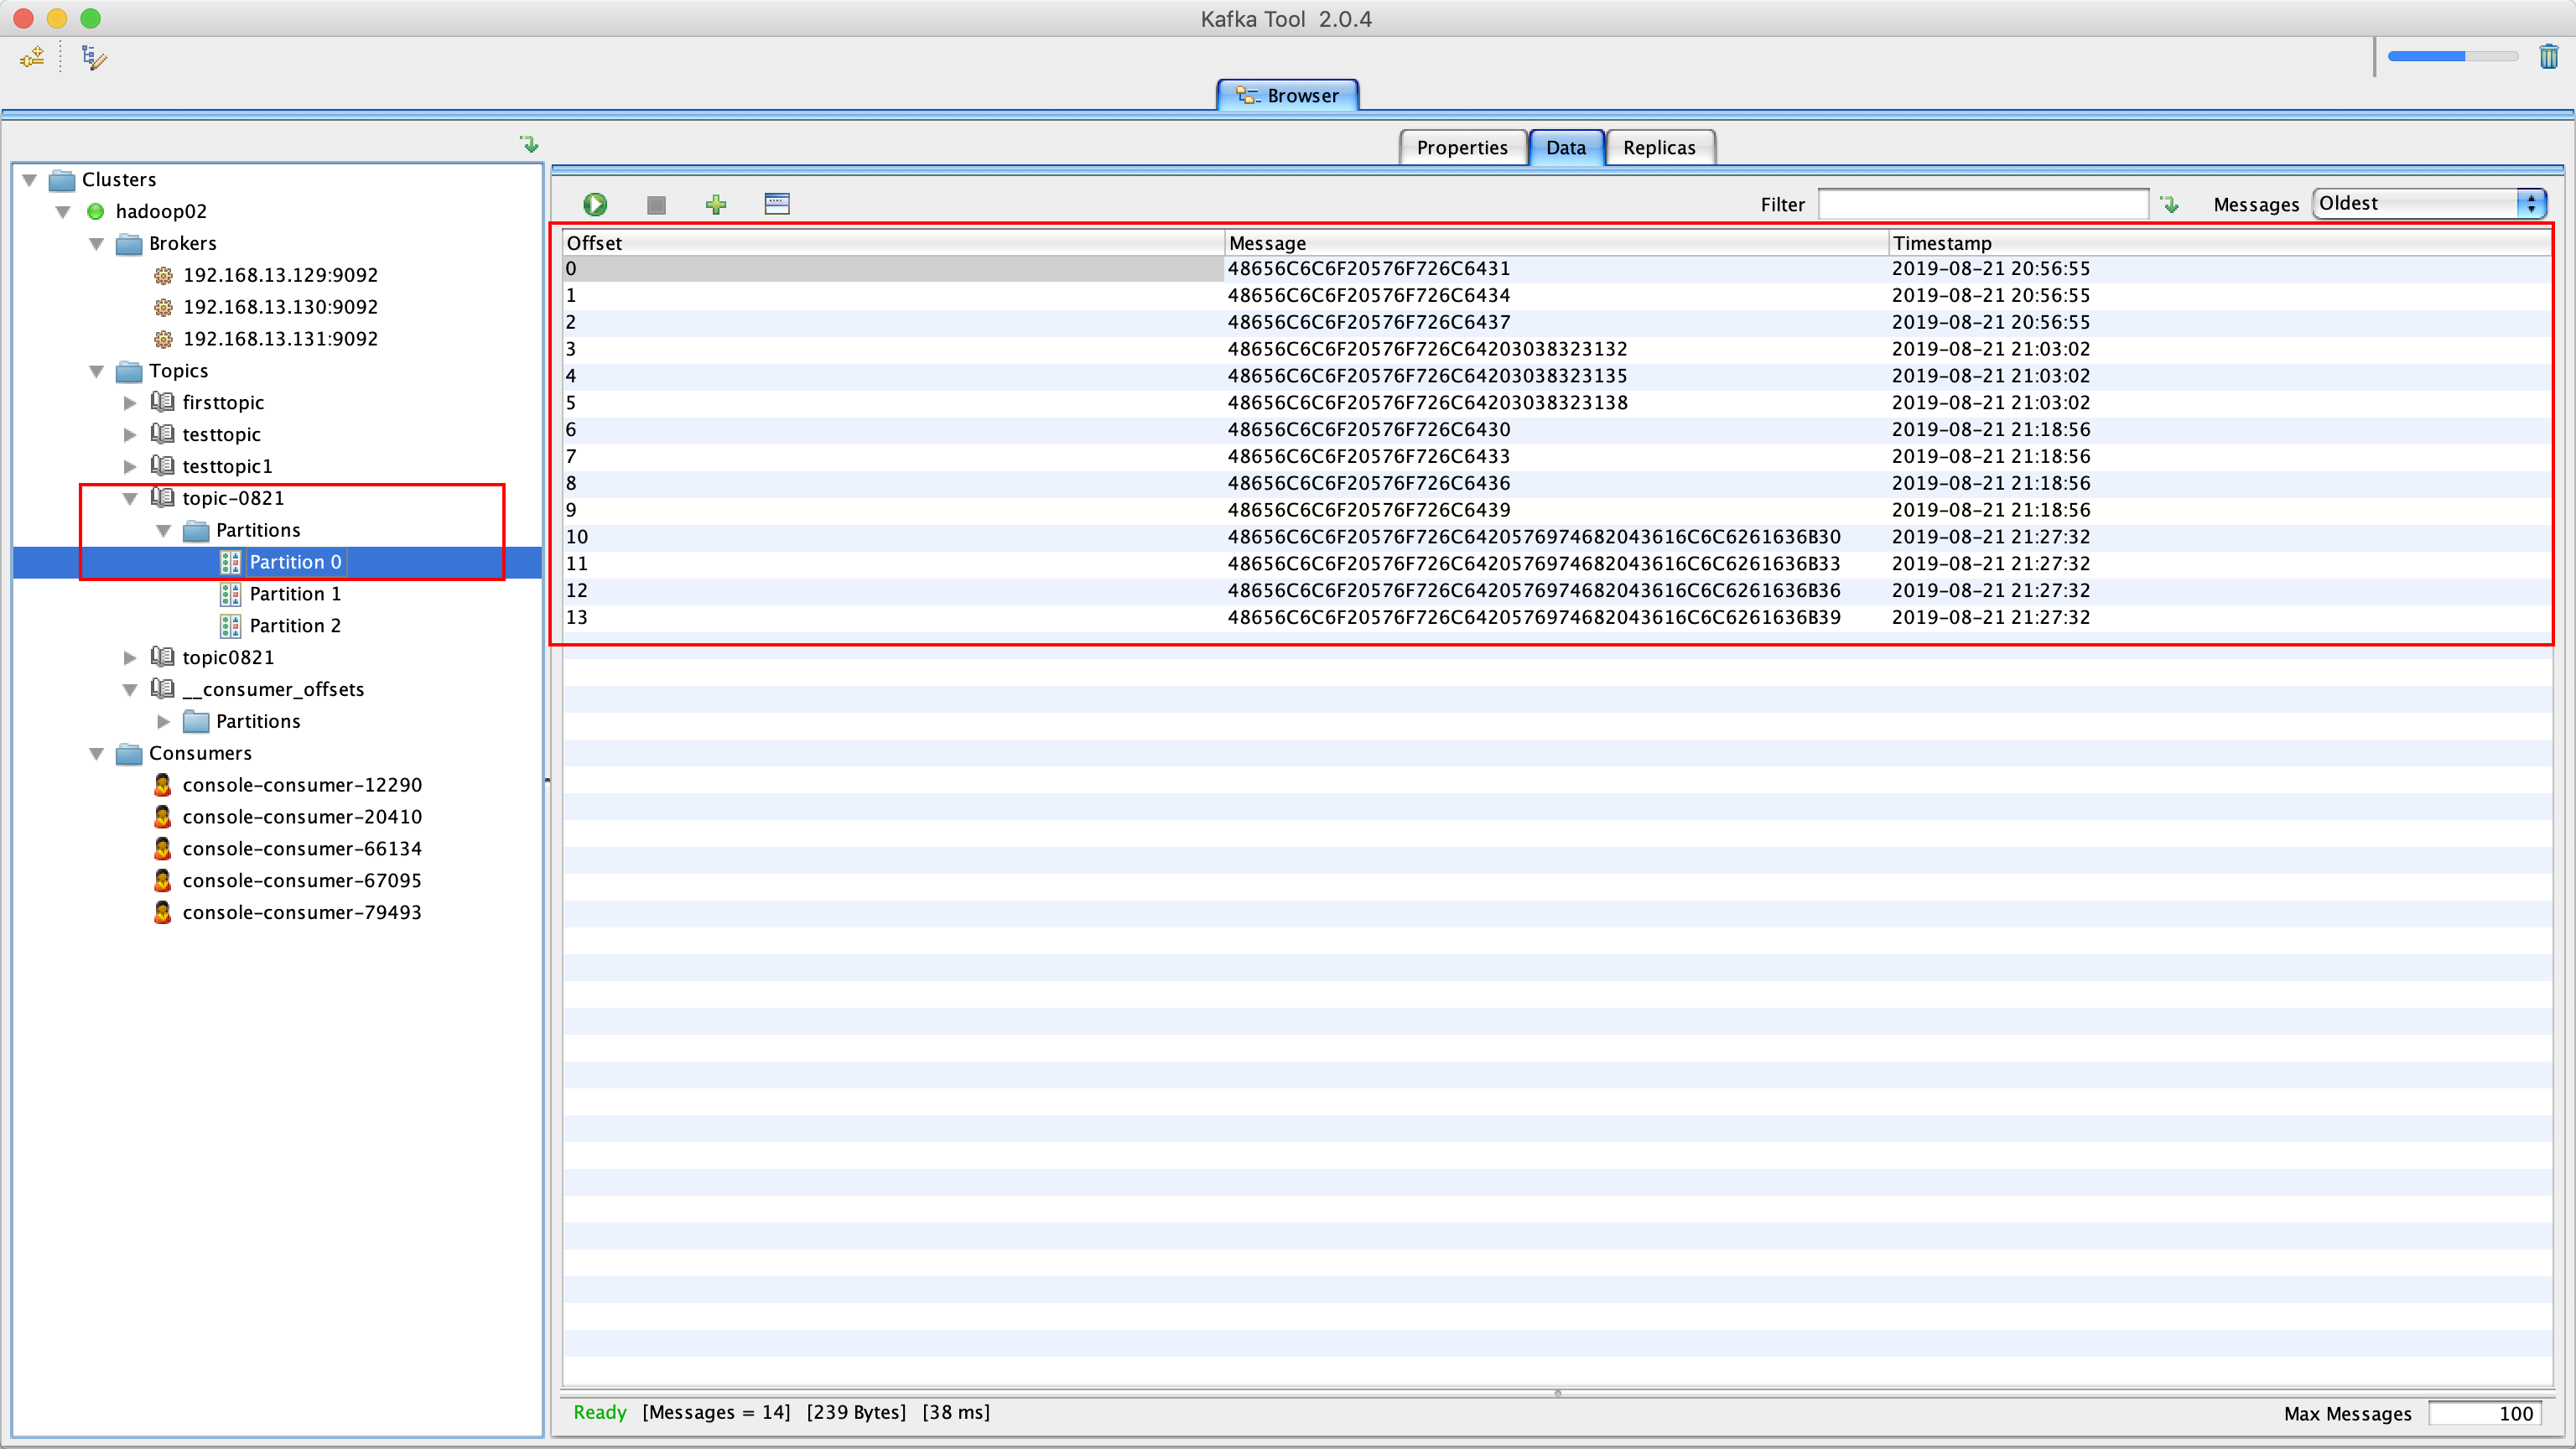 Kafka Tool 2.0.4
Browser
Properties Data Replicas
Filter Messages Oldest
Clusters
hadoop02
Brokers
192.168.13.129:9092
192.168.13.130:9092
192.168.13.131:9092
Topics
firsttopic
testtopic
testtopic1
topic-0821
Partitions
Partition 0
Partition 1
Partition 2
topic0821
__consumer_offsets
Partitions
Consumers
console-consumer-12290
console-consumer-20410
console-consumer-66134
console-consumer-67095
console-consumer-79493
Offset Message Timestamp
0 48656C6C6F20576F726C6431 2019-08-21 20:56:55
1 48656C6C6F20576F726C6434 2019-08-21 20:56:55
2 48656C6C6F20576F726C6437 2019-08-21 20:56:55
3 48656C6C6F20576F726C64203038323132 2019-08-21 21:03:02
4 48656C6C6F20576F726C64203038323135 2019-08-21 21:03:02
5 48656C6C6F20576F726C64203038323138 2019-08-21 21:03:02
6 48656C6C6F20576F726C6430 2019-08-21 21:18:56
7 48656C6C6F20576F726C6433 2019-08-21 21:18:56
8 48656C6C6F20576F726C6436 2019-08-21 21:18:56
9 48656C6C6F20576F726C6439 2019-08-21 21:18:56
10 48656C6C6F20576F726C642057697468204361​6C6C6261636B30 2019-08-21 21:27:32
11 48656C6C6F20576F726C6420576974682043616C6C6261636B33 2019-08-21 21:27:32
12 48656C6C6F20576F726C6420576974682043616C6C6261636B36 2019-08-21 21:27:32
13 48656C6C6F20576F726C6420576974682043616C6C6261636B39 2019-08-21 21:27:32
Ready [Messages = 14] [239 Bytes] [38 ms]
Max Messages 100